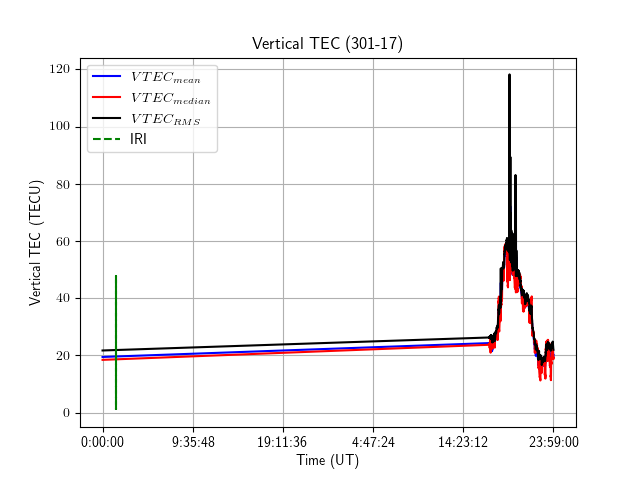 Vertical TEC (301-17)
VTEC_mean
VTEC_median
VTEC_RMS
IRI
Vertical TEC (TECU)
120
100
80
60
40
20
0
0:00:00 9:35:48 19:11:36 4:47:24 14:23:12 23:59:00
Time (UT)